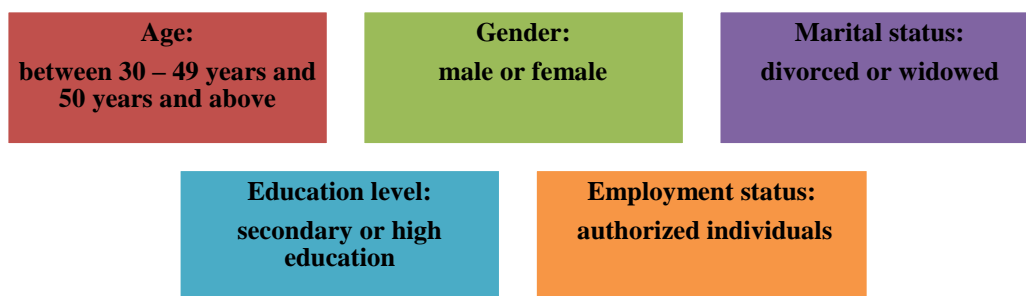 Age:
between 30 – 49 years and
50 years and above
Gender:
male or female
Marital status:
divorced or widowed
Education level:
secondary or high
education
Employment status:
authorized individuals